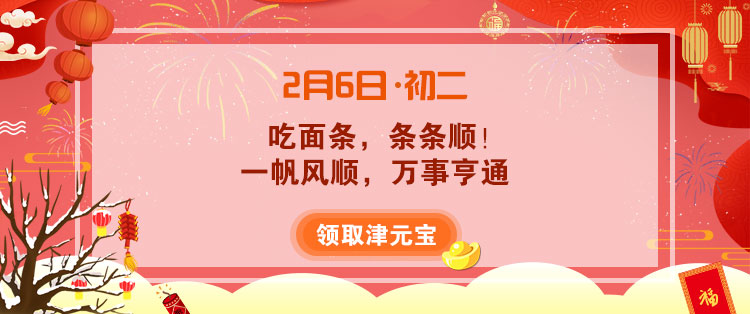 2月6日·初二
吃面条，条条顺！
一帆风顺，万事亨通
领取津元宝
福